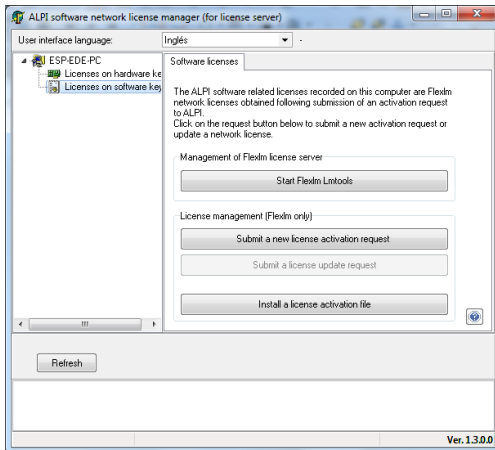 ALPI software network license manager (for license server)
User interface language:
Inglés
-
ESP-EDE-PC
Licenses on hardware ke
Licenses on software key
Software licenses
The ALPI software related licenses recorded on this computer are Flexlm
network licenses obtained following submission of an activation request
to ALPI.
Click on the request button below to submit a new activation request or
update a network license.
Management of Flexlm license server
Start Flexlm Lmtools
License management (Flexlm only)
Submit a new license activation request
Submit a license update request
Install a license activation file
Refresh
Ver. 1.3.0.0